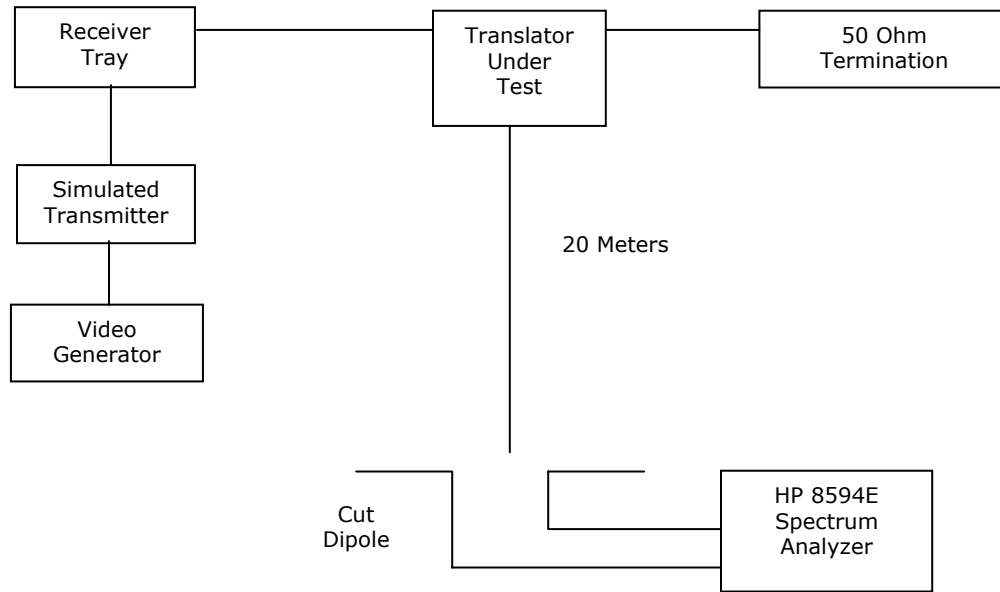 Receiver
Tray
Translator
Under
Test
50 Ohm
Termination
Simulated
Transmitter
20 Meters
Video
Generator
Cut
Dipole
HP 8594E
Spectrum
Analyzer